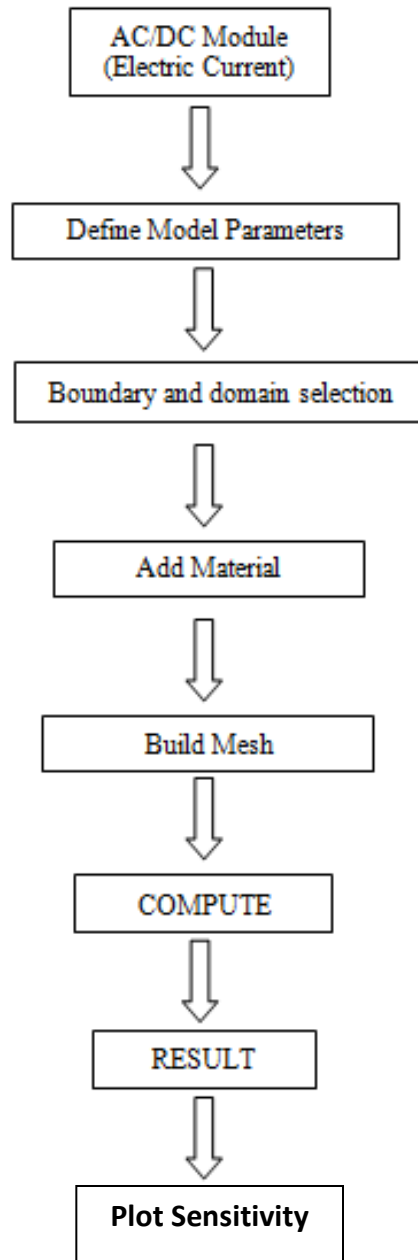 AC/DC Module
(Electric Current)
Define Model Parameters
Boundary and domain selection
Add Material
Build Mesh
COMPUTE
RESULT
Plot Sensitivity